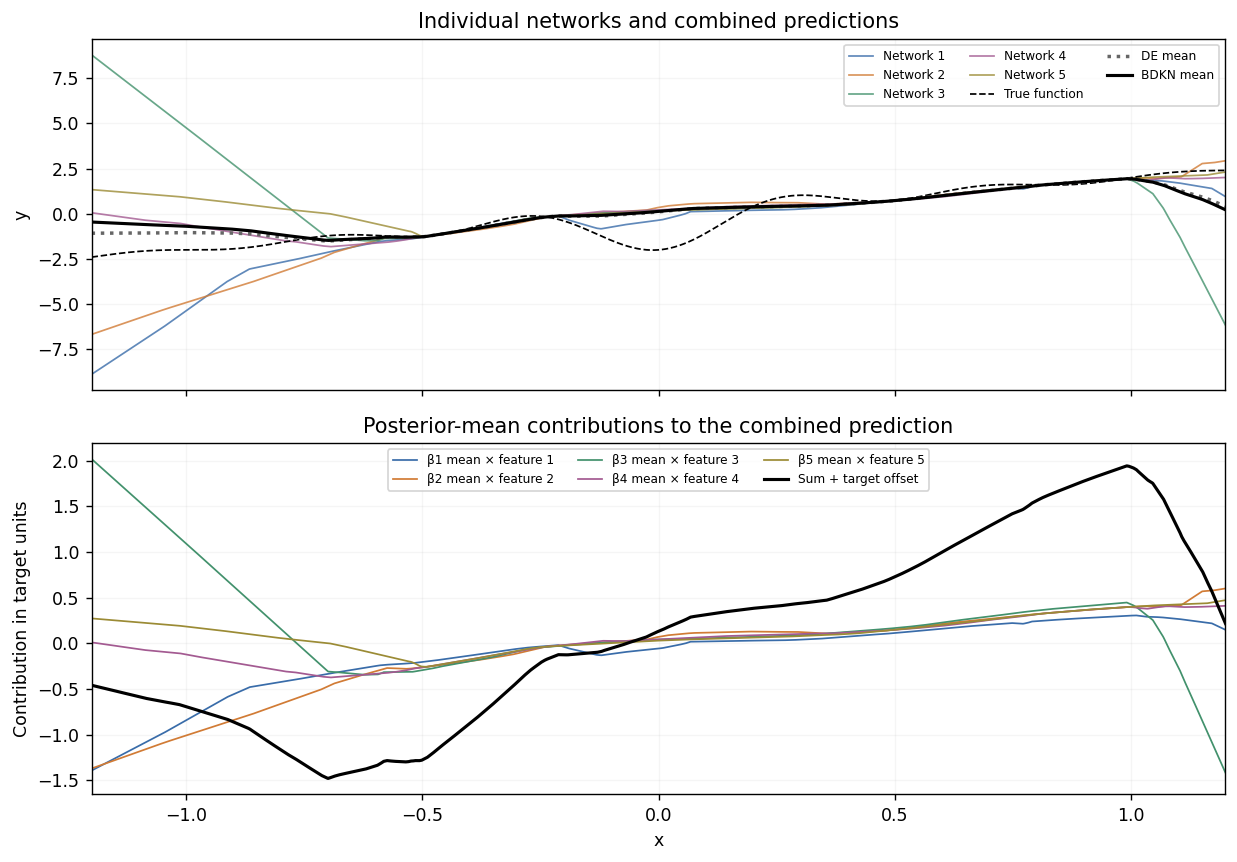 Individual networks and combined predictions
Network 1 Network 4 DE mean
Network 2 Network 5 BDKN mean
Network 3 True function
7.5
5.0
2.5
0.0
−2.5
−5.0
−7.5
y
Posterior-mean contributions to the combined prediction
β1 mean × feature 1 β3 mean × feature 3 β5 mean × feature 5
β2 mean × feature 2 β4 mean × feature 4 Sum + target offset
2.0
1.5
1.0
0.5
0.0
−0.5
−1.0
−1.5
Contribution in target units
−1.0 −0.5 0.0 0.5 1.0
x